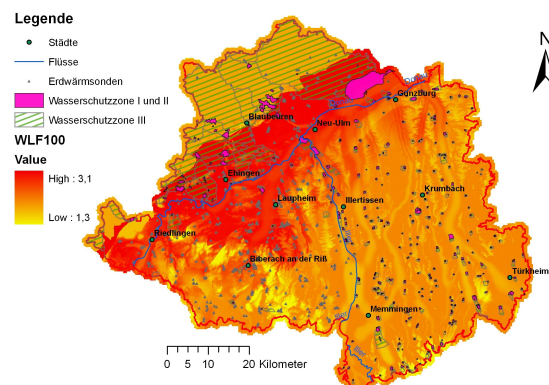 Legende
Städte
Flüsse
Erdwärmsonden
Wasserschutzzone I und II
Wasserschutzzone III
WLF100
Value
High : 3,1
Low : 1,3
N
Günzburg
Blaubeuren
Neu-Ulm
Ehingen
Krumbach
Laupheim
Illertissen
Riedlingen
Biberach an der Riß
Türkheim
Memmingen
Iller
0 5 10 20 Kilometer